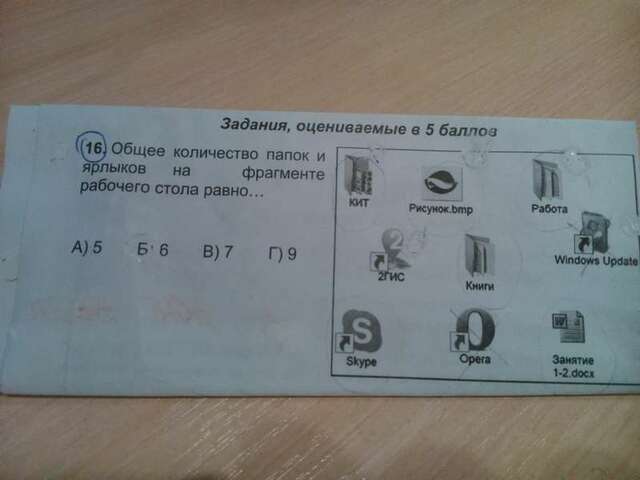 Задания, оцениваемые в 5 баллов
16. Общее количество папок и
ярлыков на фрагменте
рабочего стола равно...
А) 5 Б) 6 В) 7 Г) 9
КИТ
Рисунок.bmp
Работа
2ГИС
Книги
Windows Update
Skype
Opera
Занятие
1-2.docx